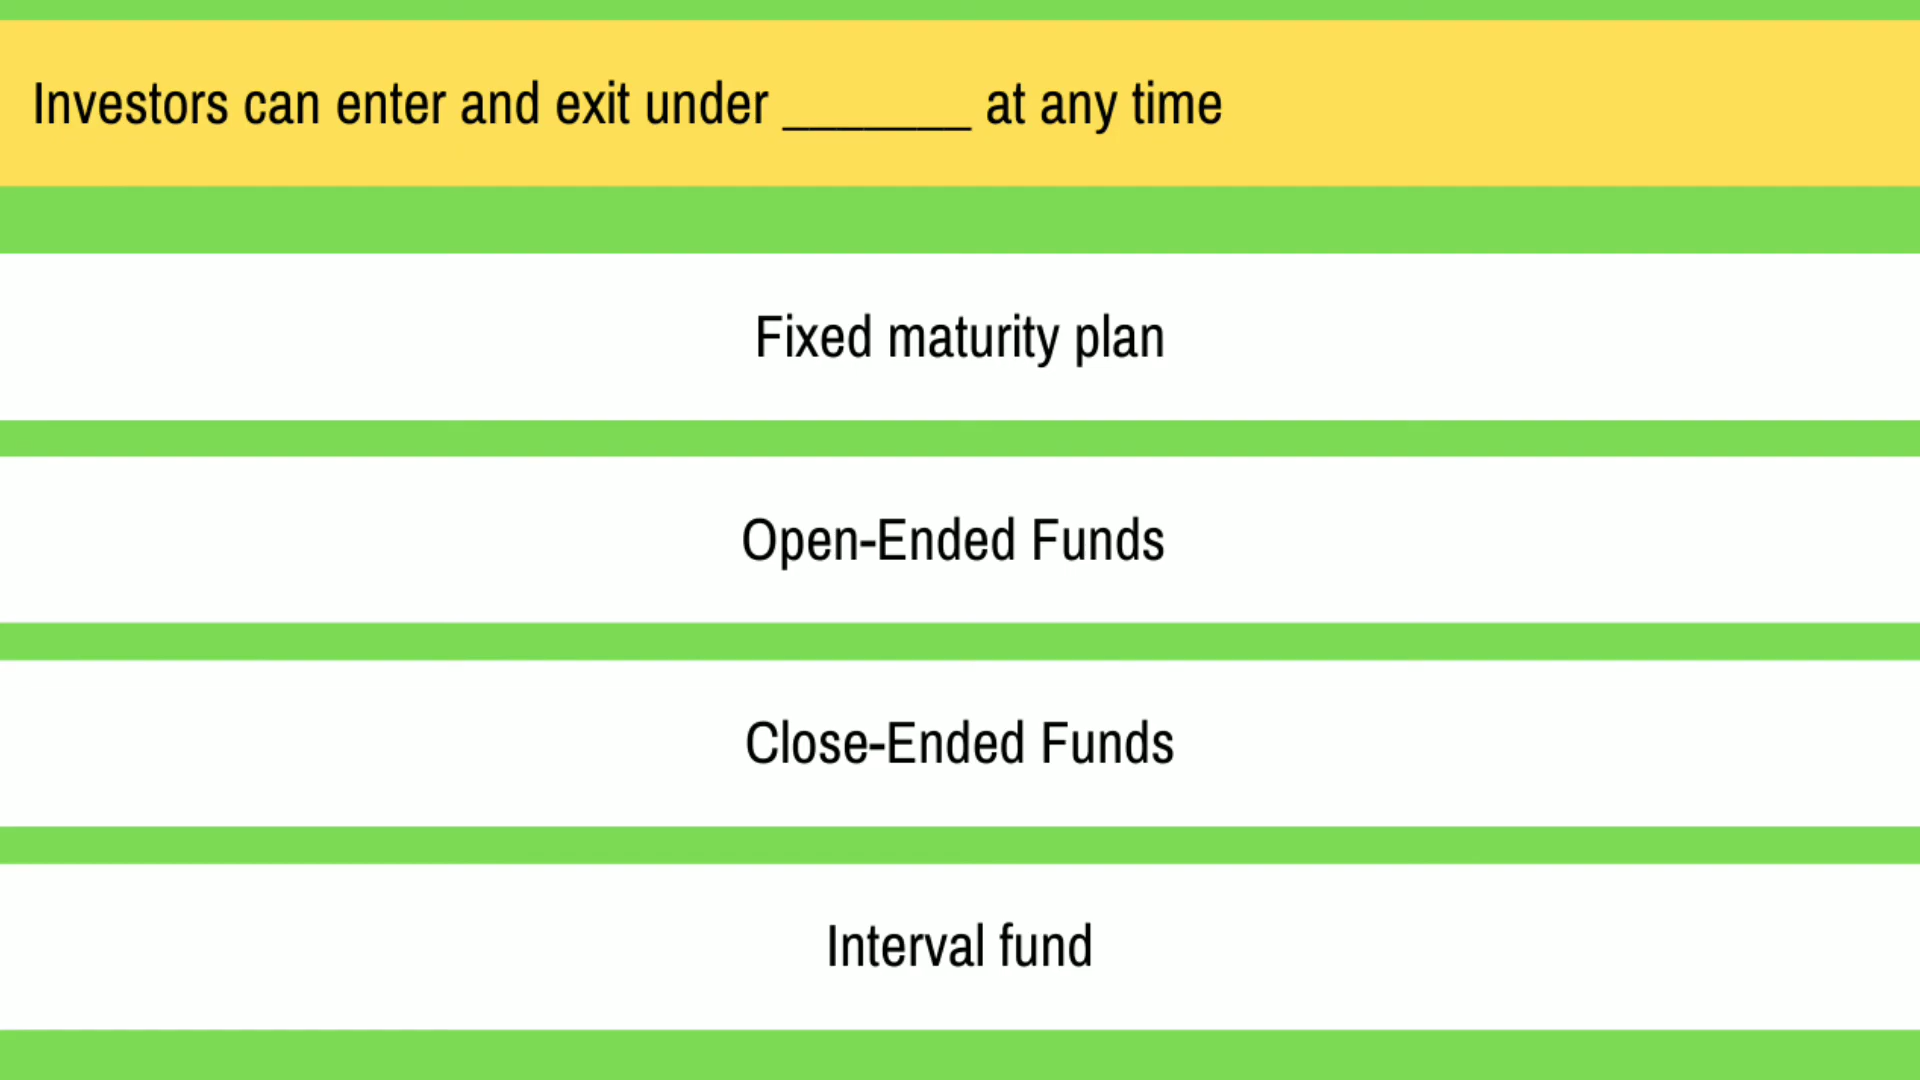 Investors can enter and exit under _______ at any time
Fixed maturity plan
Open-Ended Funds
Close-Ended Funds
Interval fund